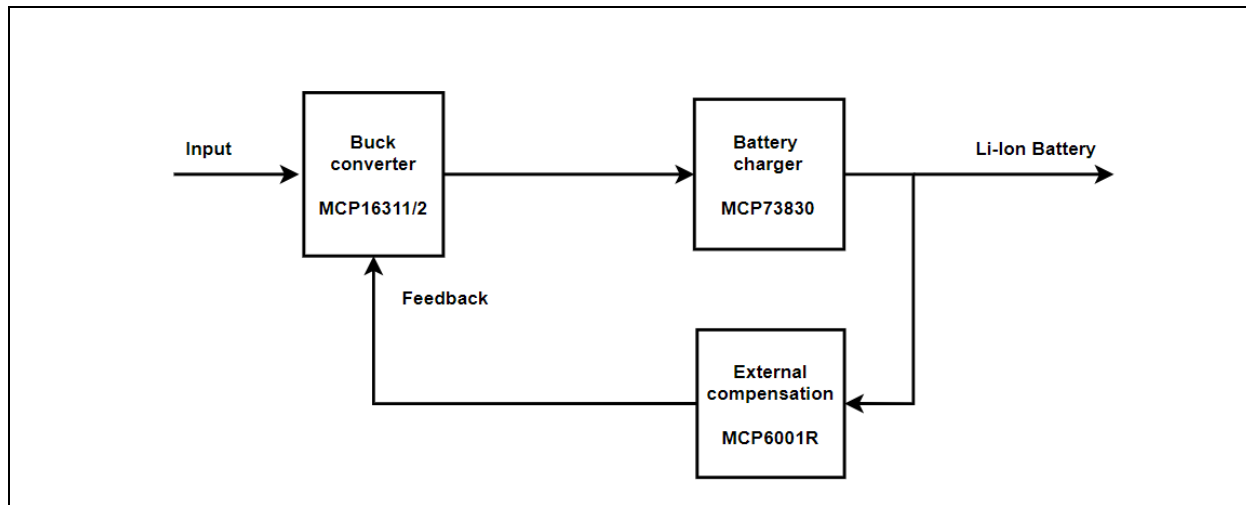 Input
Buck
converter
MCP16311/2
Battery
charger
MCP73830
Li-Ion Battery
Feedback
External
compensation
MCP6001R